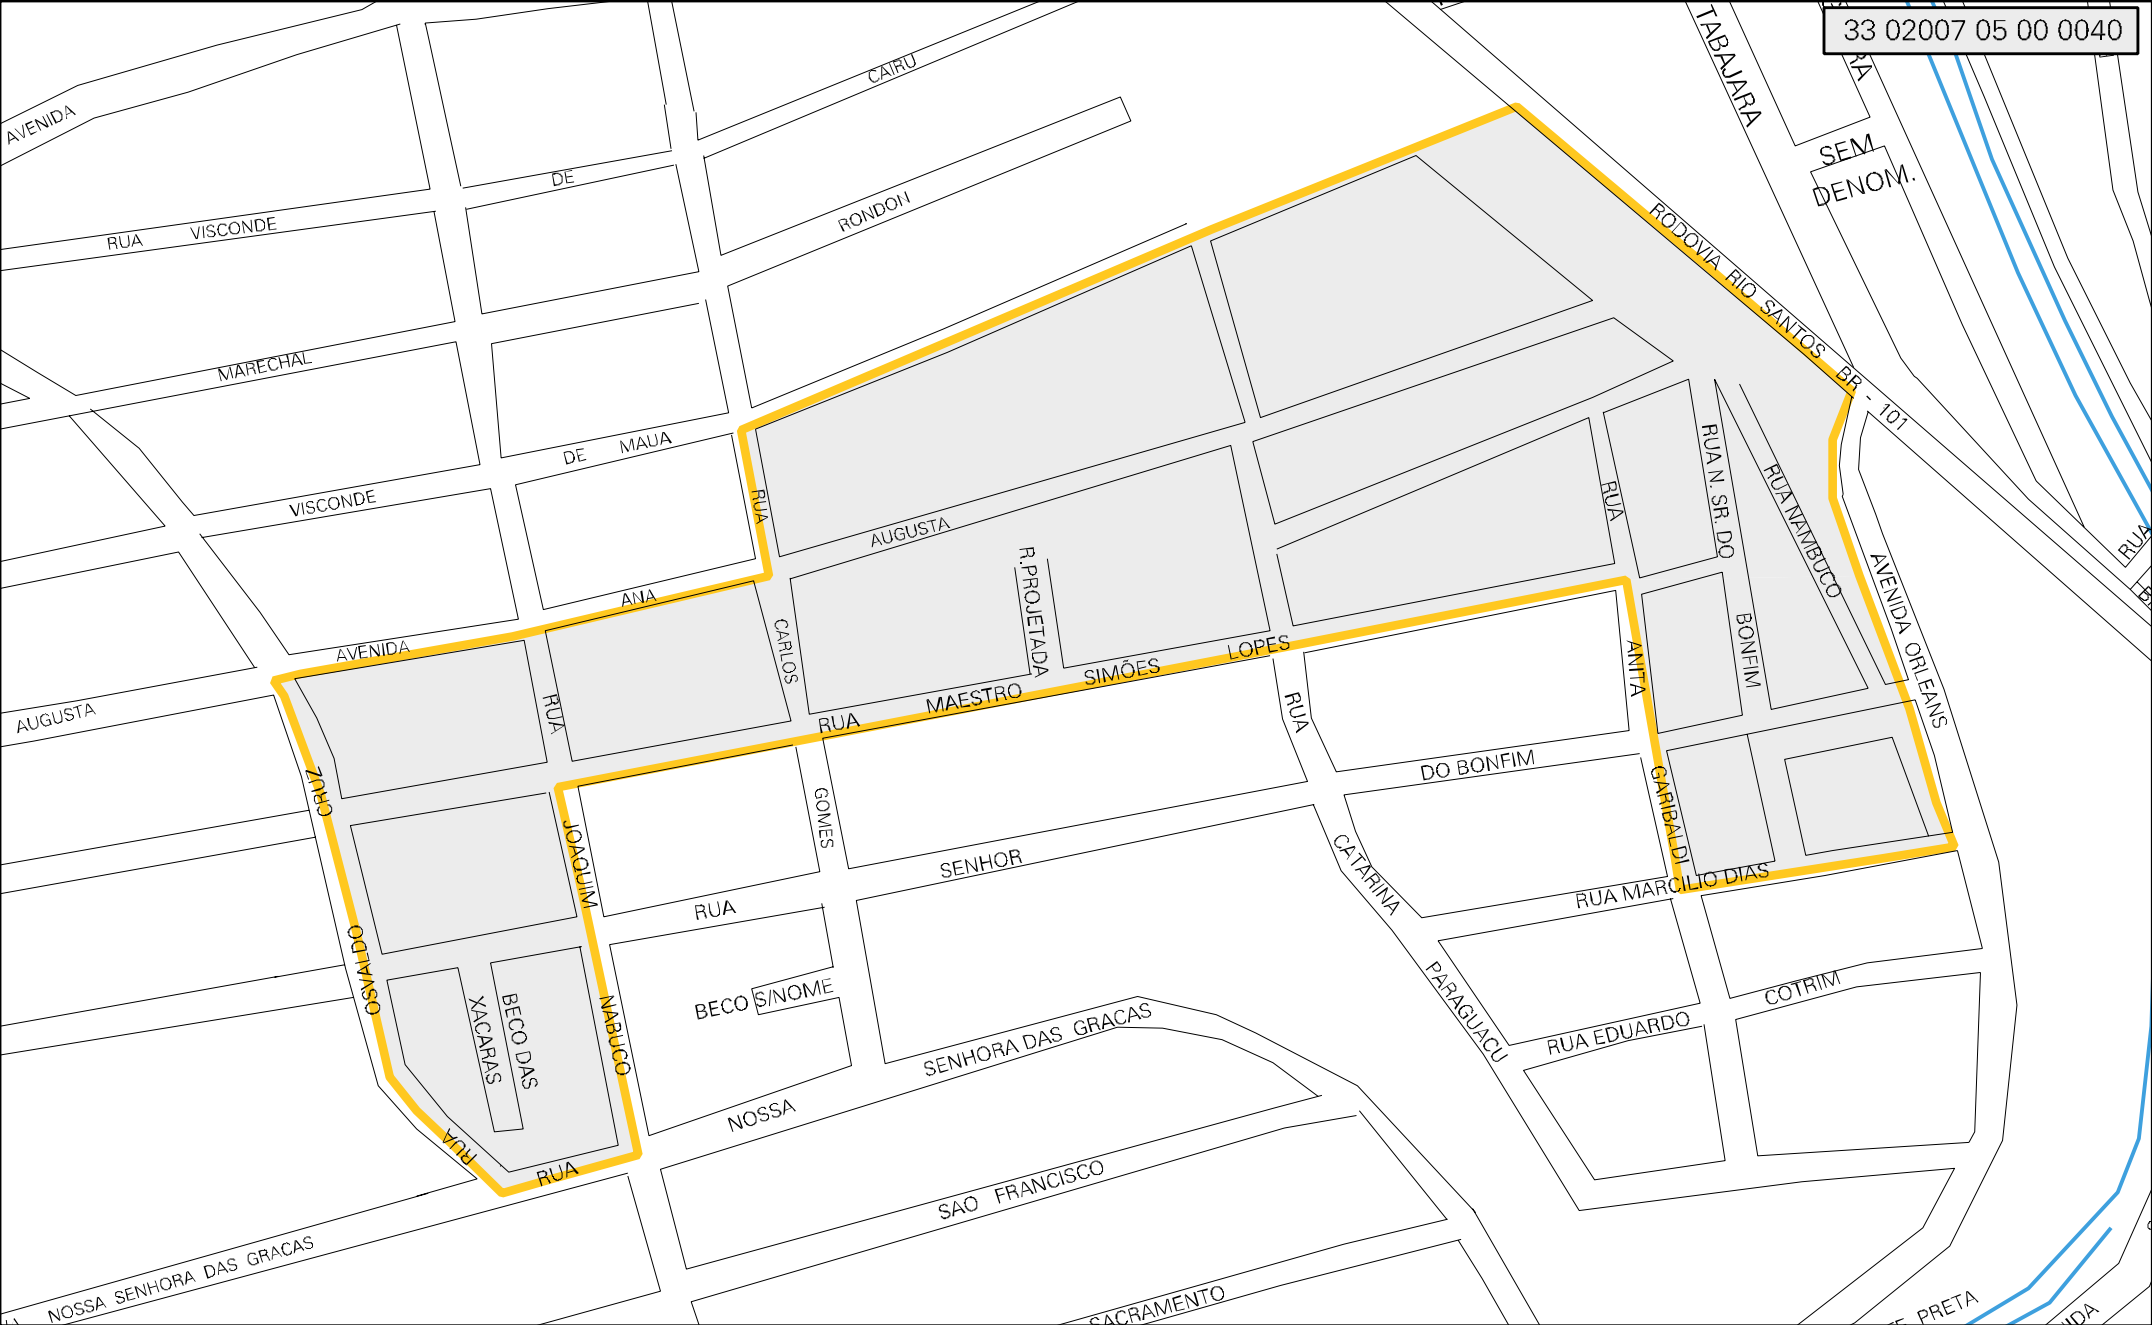 33 02007 05 00 0040
TABAJARA
RA
CAIRU
AVENIDA
SEM
DENOM.
DE
RONDON
RUA VISCONDE
RODOVIA RIO SANTOS BR - 101
MARECHAL
DE MAUA
VISCONDE
RUA
AUGUSTA
RUA
RUA N. SR. DO
RUA NAMBUCO
RUA
R.PROJETADA
AVENIDA ORLEANS
ANA
AVENIDA
CARLOS
BONFIM
ANITA
LOPES
SIMÕES
MAESTRO
RUA
RUA
RUA
AUGUSTA
CRUZ
DO BONFIM
GARIBALDI
GOMES
JOAQUIM
SENHOR
CATARINA
RUA MARCILIO DIAS
RUA
OSVALDO
BECO S/NOME
XACARAS
BECO DAS
NABUCO
PARAGUACU
COTRIM
RUA EDUARDO
SENHORA DAS GRACAS
NOSSA
RUA
RUA
SAO FRANCISCO
NOSSA SENHORA DAS GRACAS
SACRAMENTO
PRETA
IDA